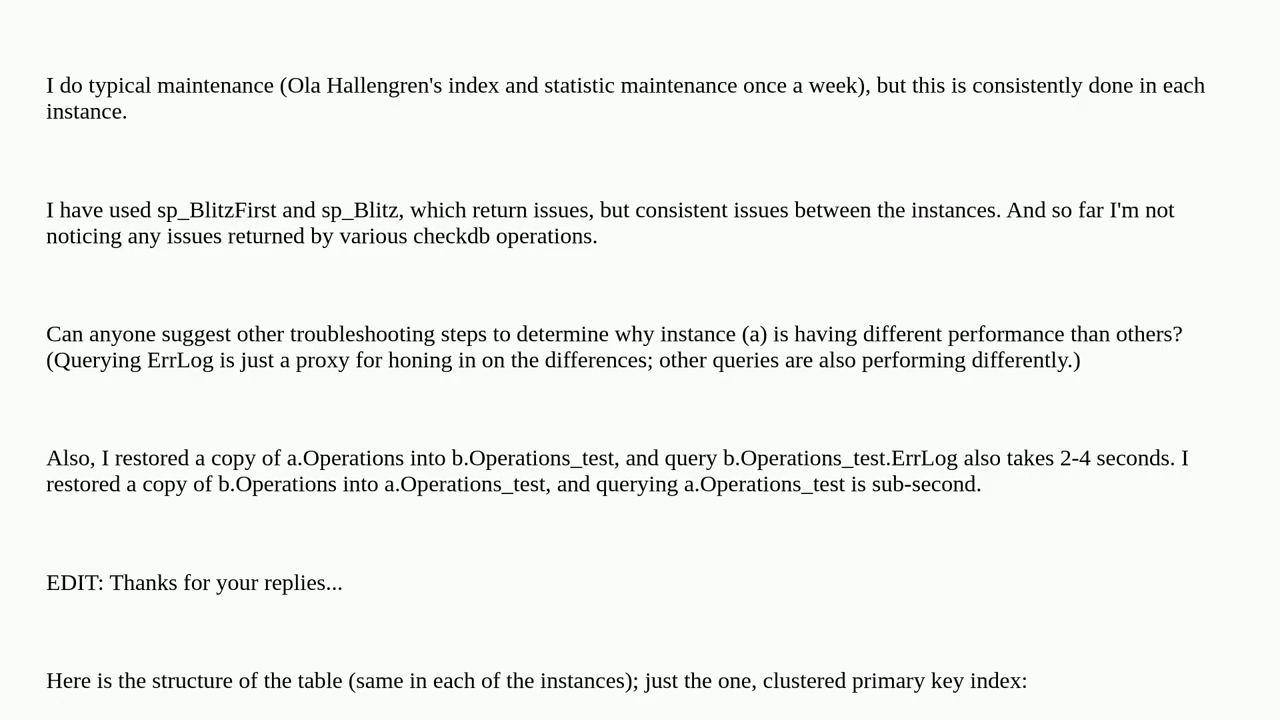 I do typical maintenance (Ola Hallengren's index and statistic maintenance once a week), but this is consistently done in each
instance.
I have used sp_BlitzFirst and sp_Blitz, which return issues, but consistent issues between the instances. And so far I'm not
noticing any issues returned by various checkdb operations.
Can anyone suggest other troubleshooting steps to determine why instance (a) is having different performance than others?
(Querying ErrLog is just a proxy for honing in on the differences; other queries are also performing differently.)
Also, I restored a copy of a.Operations into b.Operations_test, and query b.Operations_test.ErrLog also takes 2-4 seconds. I
restored a copy of b.Operations into a.Operations_test, and querying a.Operations_test is sub-second.
EDIT: Thanks for your replies...
Here is the structure of the table (same in each of the instances); just the one, clustered primary key index: